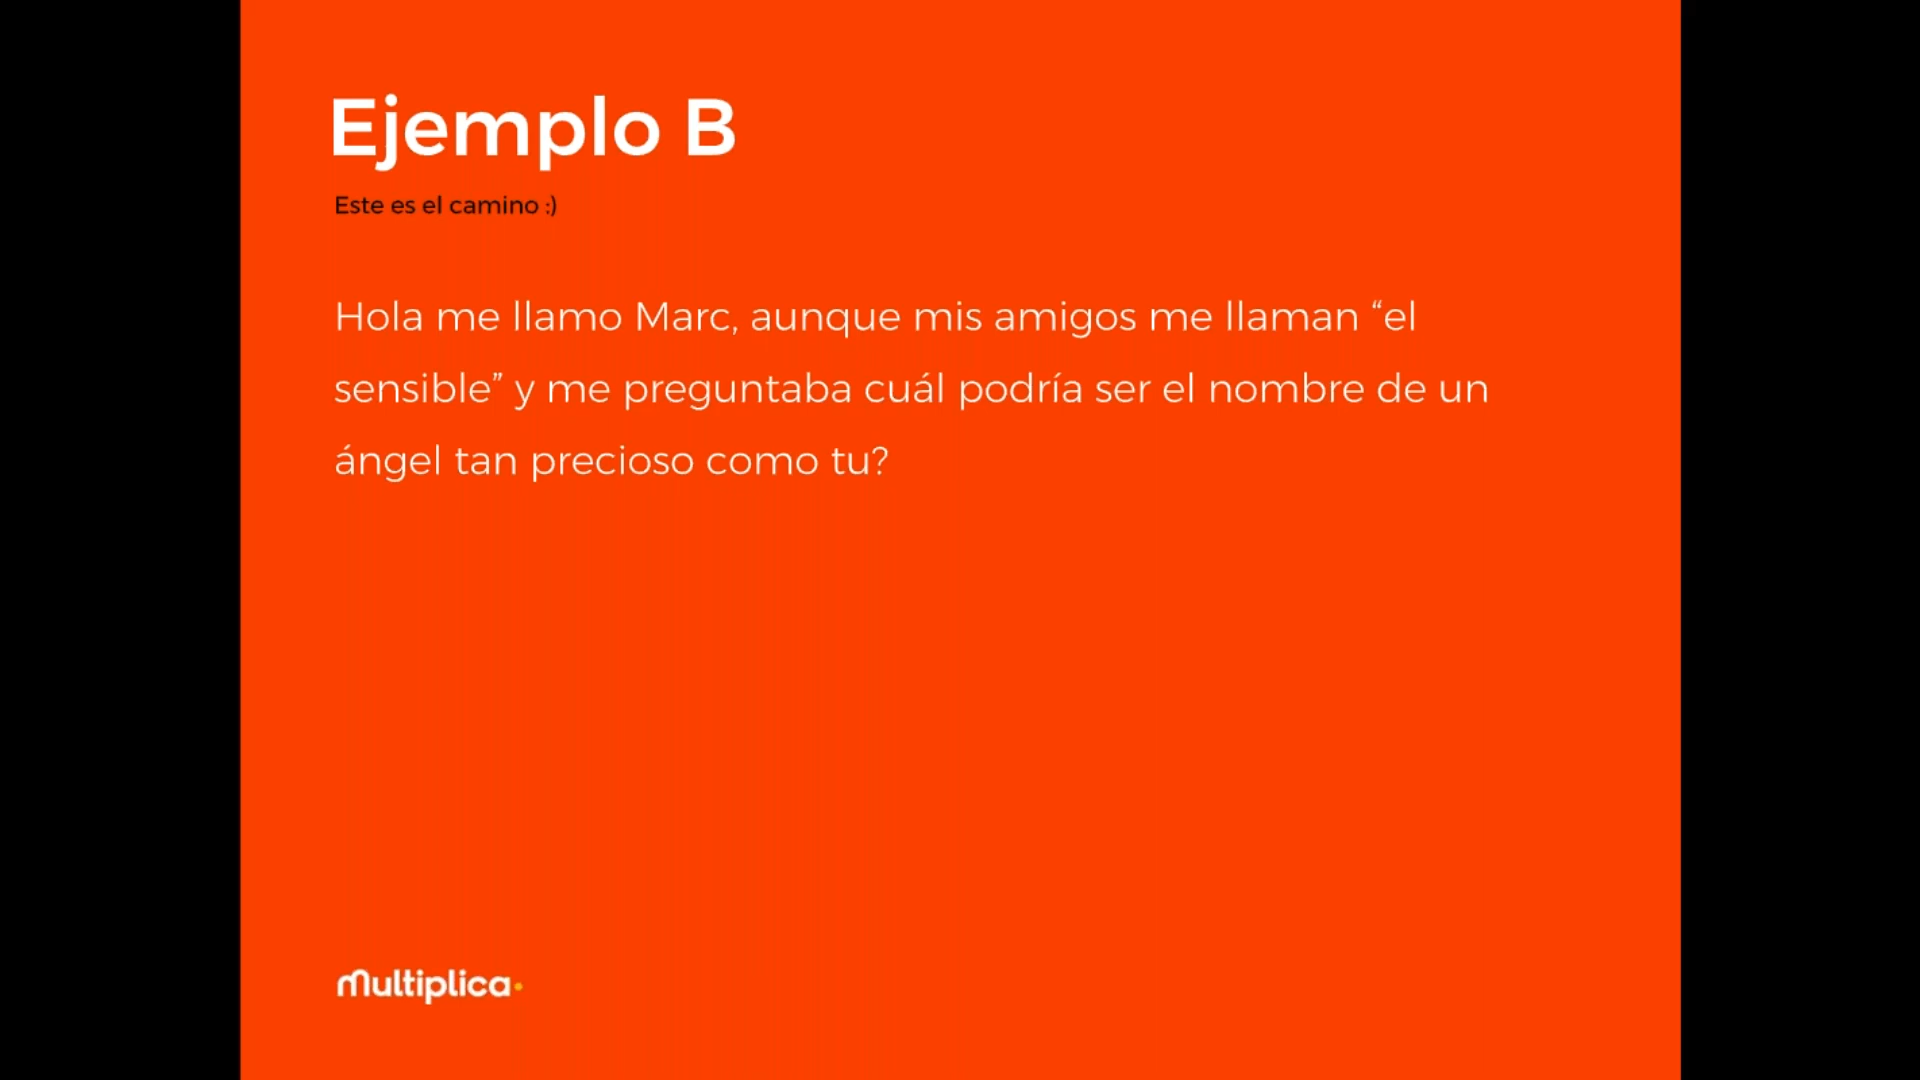 Ejemplo B
Este es el camino :)
Hola me llamo Marc, aunque mis amigos me llaman “el
sensible” y me preguntaba cuál podría ser el nombre de un
ángel tan precioso como tu?
Multiplica